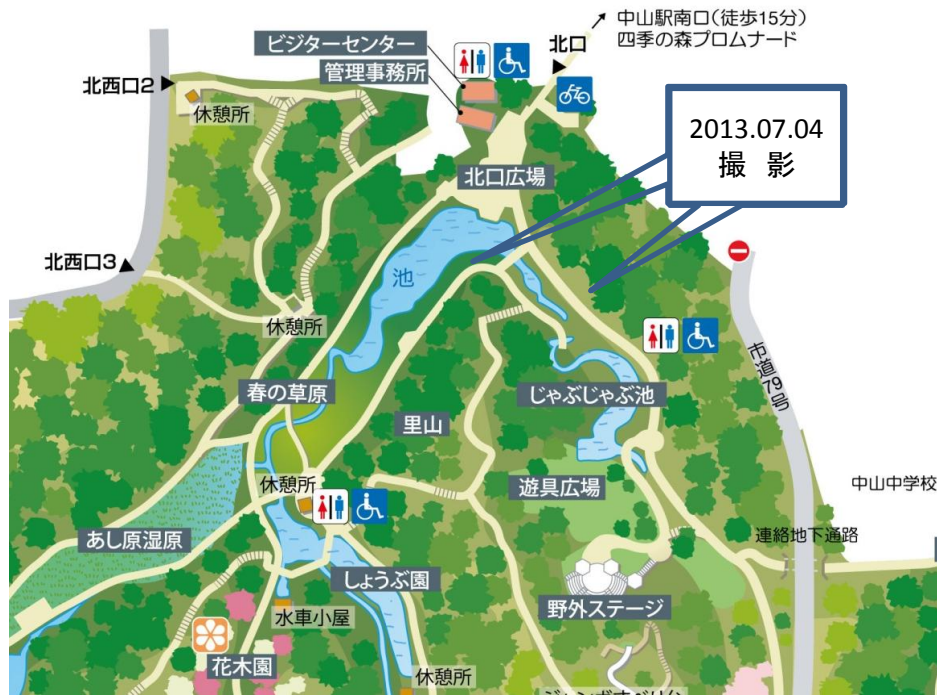 中山駅南口(徒歩15分)
四季の森プロムナード
北口
ビジターセンター
管理事務所
北西口2
休憩所
2013.07.04
撮 影
北口広場
北西口3
池
休憩所
市道79号
春の草原
じゃぶじゃぶ池
里山
休憩所
遊具広場
中山中学校
あし原湿原
連絡地下通路
しょうぶ園
野外ステージ
水車小屋
花木園
休憩所